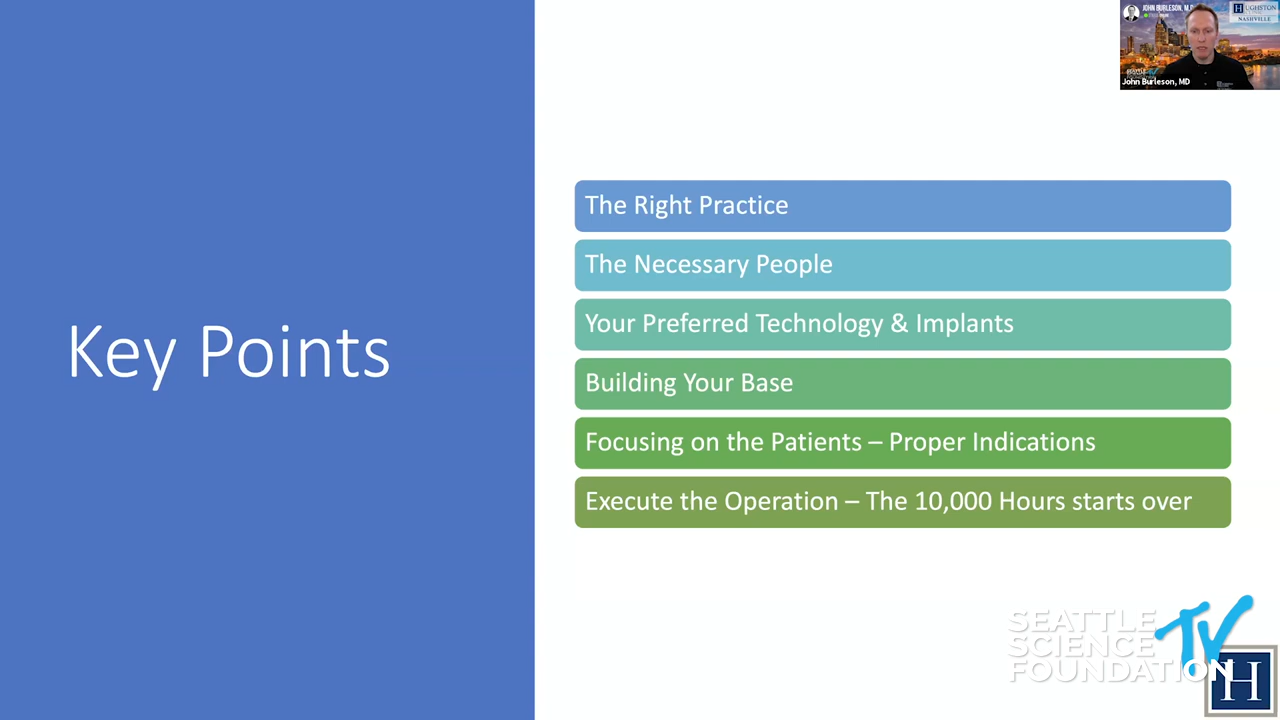 JOHN BURLESON, M.D.
HUGHSTON
NASHVILLE
John Burleson, MD
Key Points
The Right Practice
The Necessary People
Your Preferred Technology & Implants
Building Your Base
Focusing on the Patients – Proper Indications
Execute the Operation – The 10,000 Hours starts over
SEATTLE
SCIENCE
FOUNDATION
TV
H